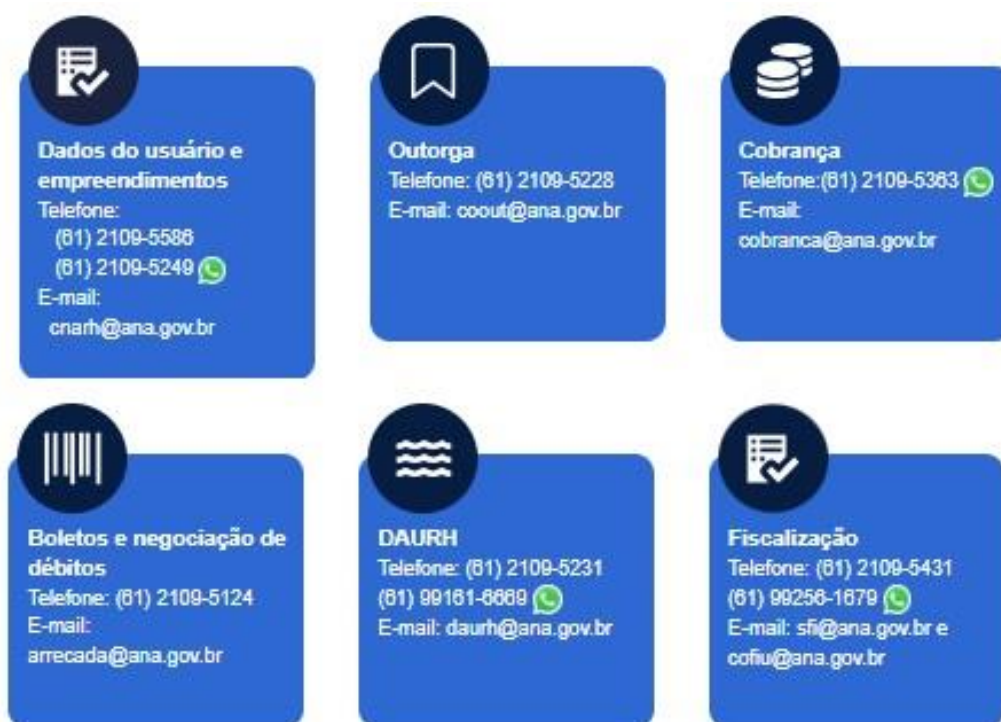 Dados do usuário e
empreendimentos
Telefone:
(61) 2109-5586
(61) 2109-5249
E-mail:
cnarh@ana.gov.br
Outorga
Telefone: (61) 2109-5228
E-mail: coout@ana.gov.br
Cobrança
Telefone:(61) 2109-5363
E-mail:
cobranca@ana.gov.br
Boletos e negociação de
débitos
Telefone: (61) 2109-5124
E-mail:
arrecada@ana.gov.br
DAURH
Telefone: (61) 2109-5231
(61) 99161-6669
E-mail: daurh@ana.gov.br
Fiscalização
Telefone: (61) 2109-5431
(61) 99256-1679
E-mail: sfi@ana.gov.br e
cofiu@ana.gov.br